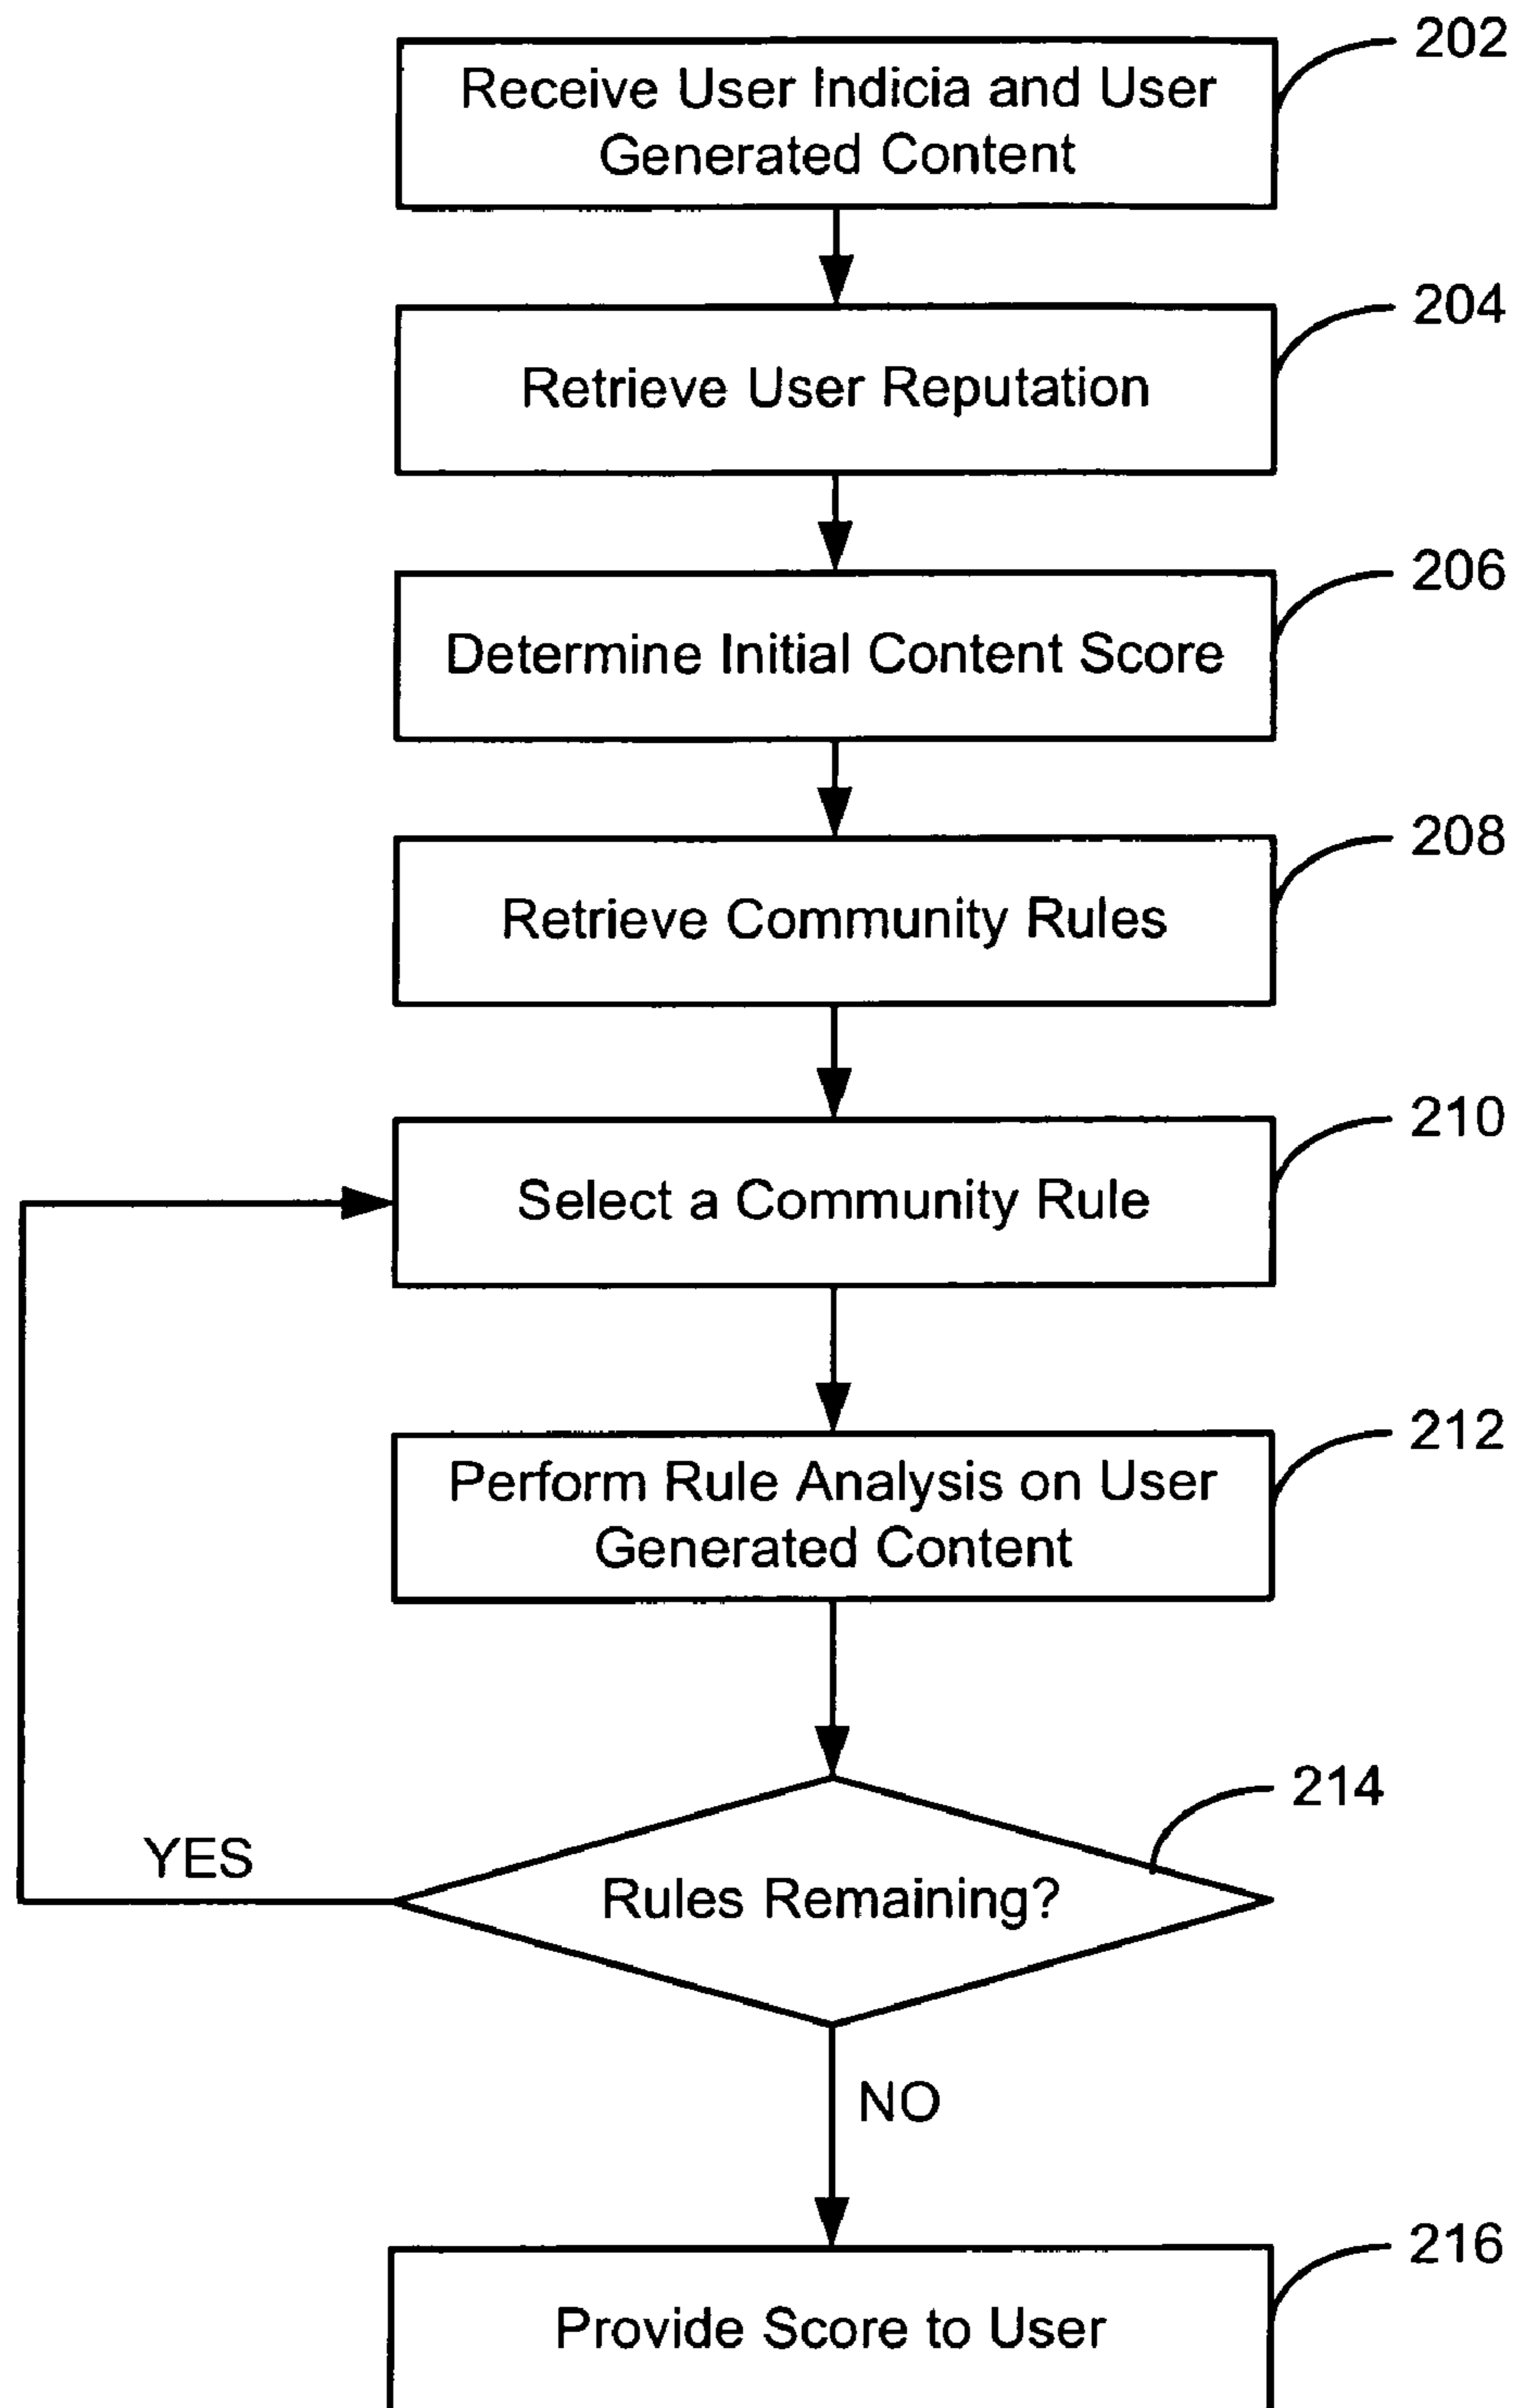 202
Receive User Indicia and User
Generated Content
204
Retrieve User Reputation
206
Determine Initial Content Score
208
Retrieve Community Rules
210
Select a Community Rule
212
Perform Rule Analysis on User
Generated Content
214
YES
Rules Remaining?
NO
216
Provide Score to User